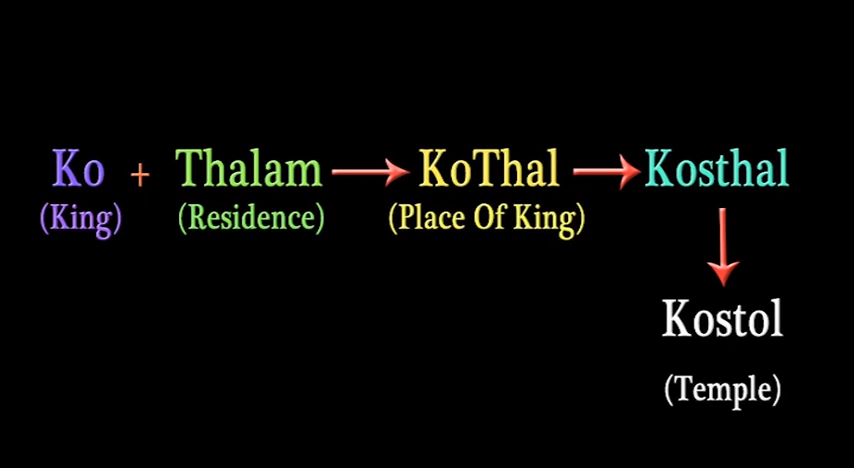 Ko + Thalam → KoThal → Kosthal
(King) (Residence) (Place Of King)
↓
Kostol
(Temple)